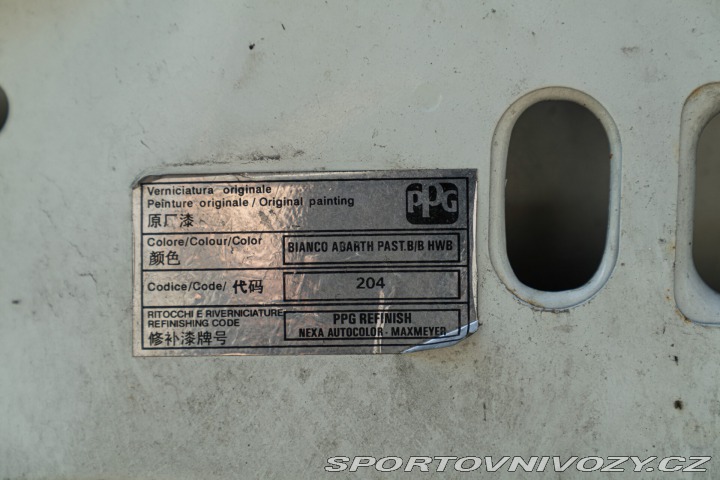 Verniciatura originale/
Peinture originale / Original painting
原厂漆
PPG
Colore/Colour/Color
颜色
BIANCO ABARTH PAST.B/B HWB
Codice/Code/ 代码
204
RITOCCHI E RIVERNICIATURE
REFINISHING CODE
修补漆牌号
PPG REFINISH
NEXA AUTOCOLOR - MAXMEYER
SPORTOVNIVOZY.CZ